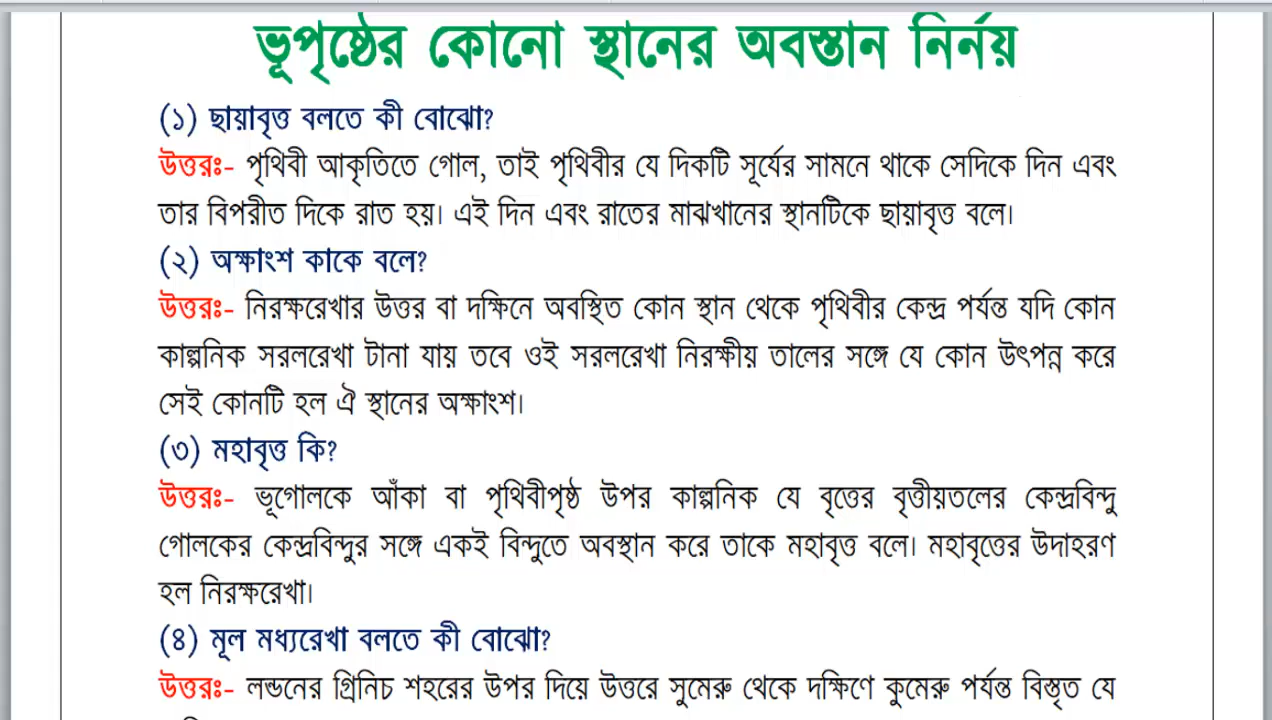 ভূপৃষ্ঠের কোনো স্থানের অবস্তান নির্নয়
(১) ছায়াবৃত্ত বলতে কী বোঝো?
উত্তরঃ- পৃথিবী আকৃতিতে গোল, তাই পৃথিবীর যে দিকটি সূর্যের সামনে থাকে সেদিকে দিন এবং
তার বিপরীত দিকে রাত হয়। এই দিন এবং রাতের মাঝখানের স্থানটিকে ছায়াবৃত্ত বলে।
(২) অক্ষাংশ কাকে বলে?
উত্তরঃ- নিরক্ষরেখার উত্তর বা দক্ষিনে অবস্থিত কোন স্থান থেকে পৃথিবীর কেন্দ্র পর্যন্ত যদি কোন
কাল্পনিক সরলরেখা টানা যায় তবে ওই সরলরেখা নিরক্ষীয় তালের সঙ্গে যে কোন উৎপন্ন করে
সেই কোনটি হল ঐ স্থানের অক্ষাংশ।
(৩) মহাবৃত্ত কি?
উত্তরঃ- ভূগোলকে আঁকা বা পৃথিবীপৃষ্ঠ উপর কাল্পনিক যে বৃত্তের বৃত্তীয়তলের কেন্দ্রবিন্দু
গোলকের কেন্দ্রবিন্দুর সঙ্গে একই বিন্দুতে অবস্থান করে তাকে মহাবৃত্ত বলে। মহাবৃত্তের উদাহরণ
হল নিরক্ষরেখা।
(৪) মূল মধ্যরেখা বলতে কী বোঝো?
উত্তরঃ- লন্ডনের গ্রিনিচ শহরের উপর দিয়ে উত্তরে সুমেরু থেকে দক্ষিণে কুমেরু পর্যন্ত বিস্তৃত যে